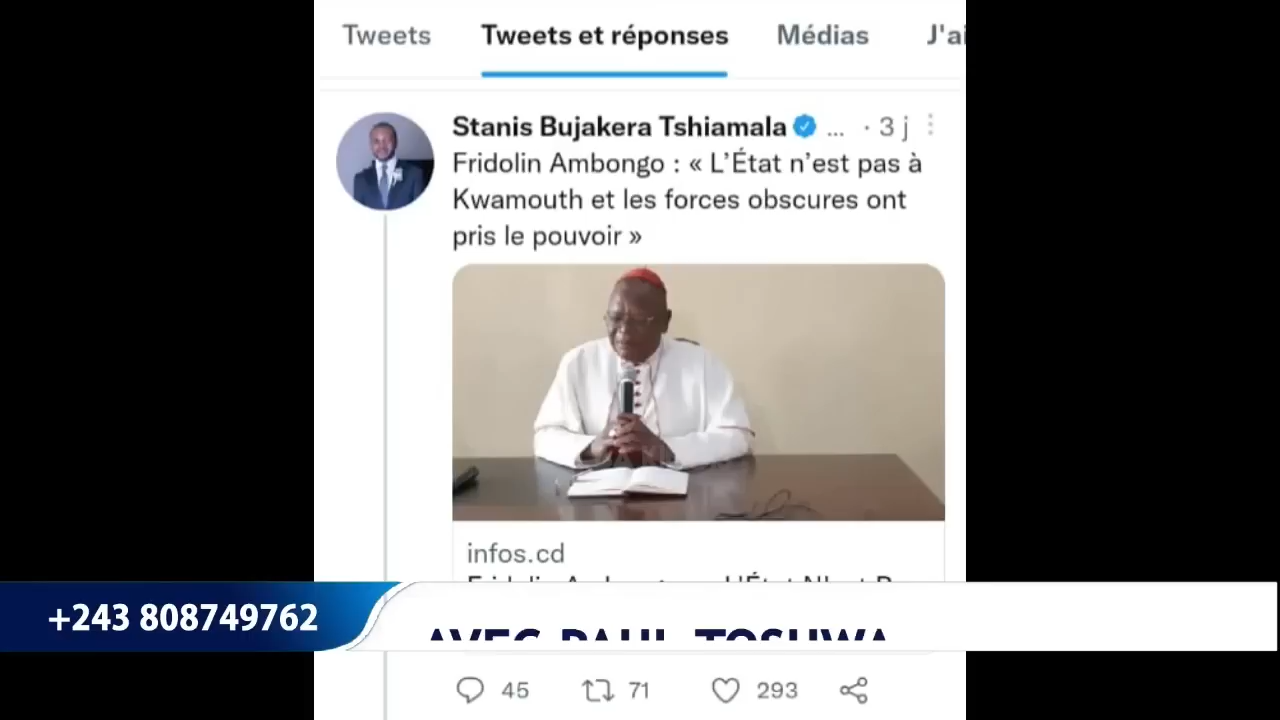 Tweets Tweets et réponses Médias J'ai
Stanis Bujakera Tshiamala ... · 3 j
Fridolin Ambongo : « L’État n’est pas à
Kwamouth et les forces obscures ont
pris le pouvoir »
infos.cd
+243 808749762
45 71 293